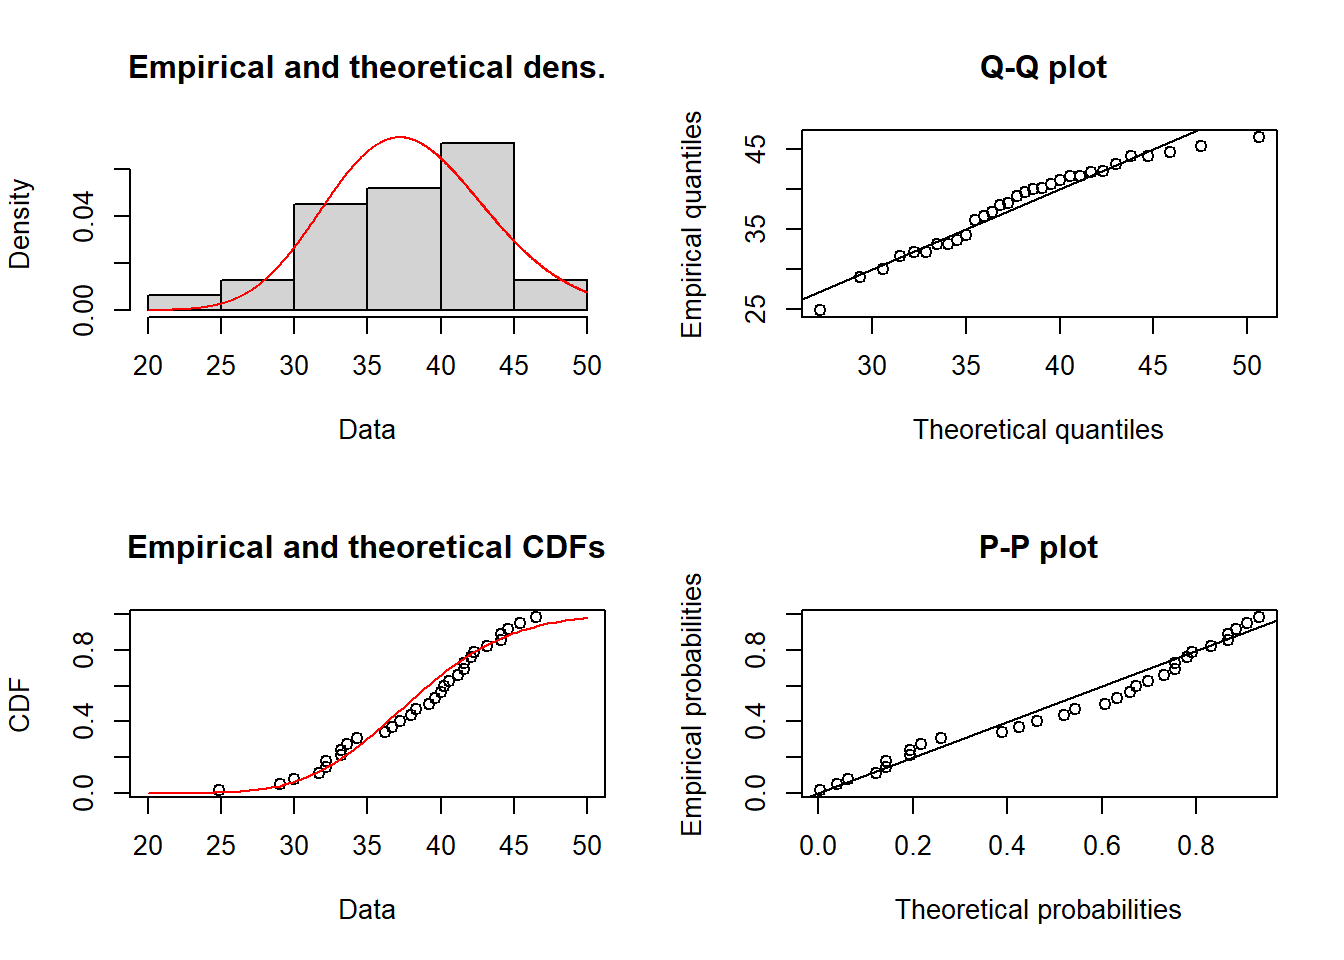 Empirical and theoretical dens.
Density
0.04
0.00
20 25 30 35 40 45 50
Data
Q-Q plot
Empirical quantiles
45
35
25
30 35 40 45 50
Theoretical quantiles
Empirical and theoretical CDFs
CDF
0.8
0.4
0.0
20 25 30 35 40 45 50
Data
P-P plot
Empirical probabilities
0.8
0.4
0.0
0.0 0.2 0.4 0.6 0.8
Theoretical probabilities